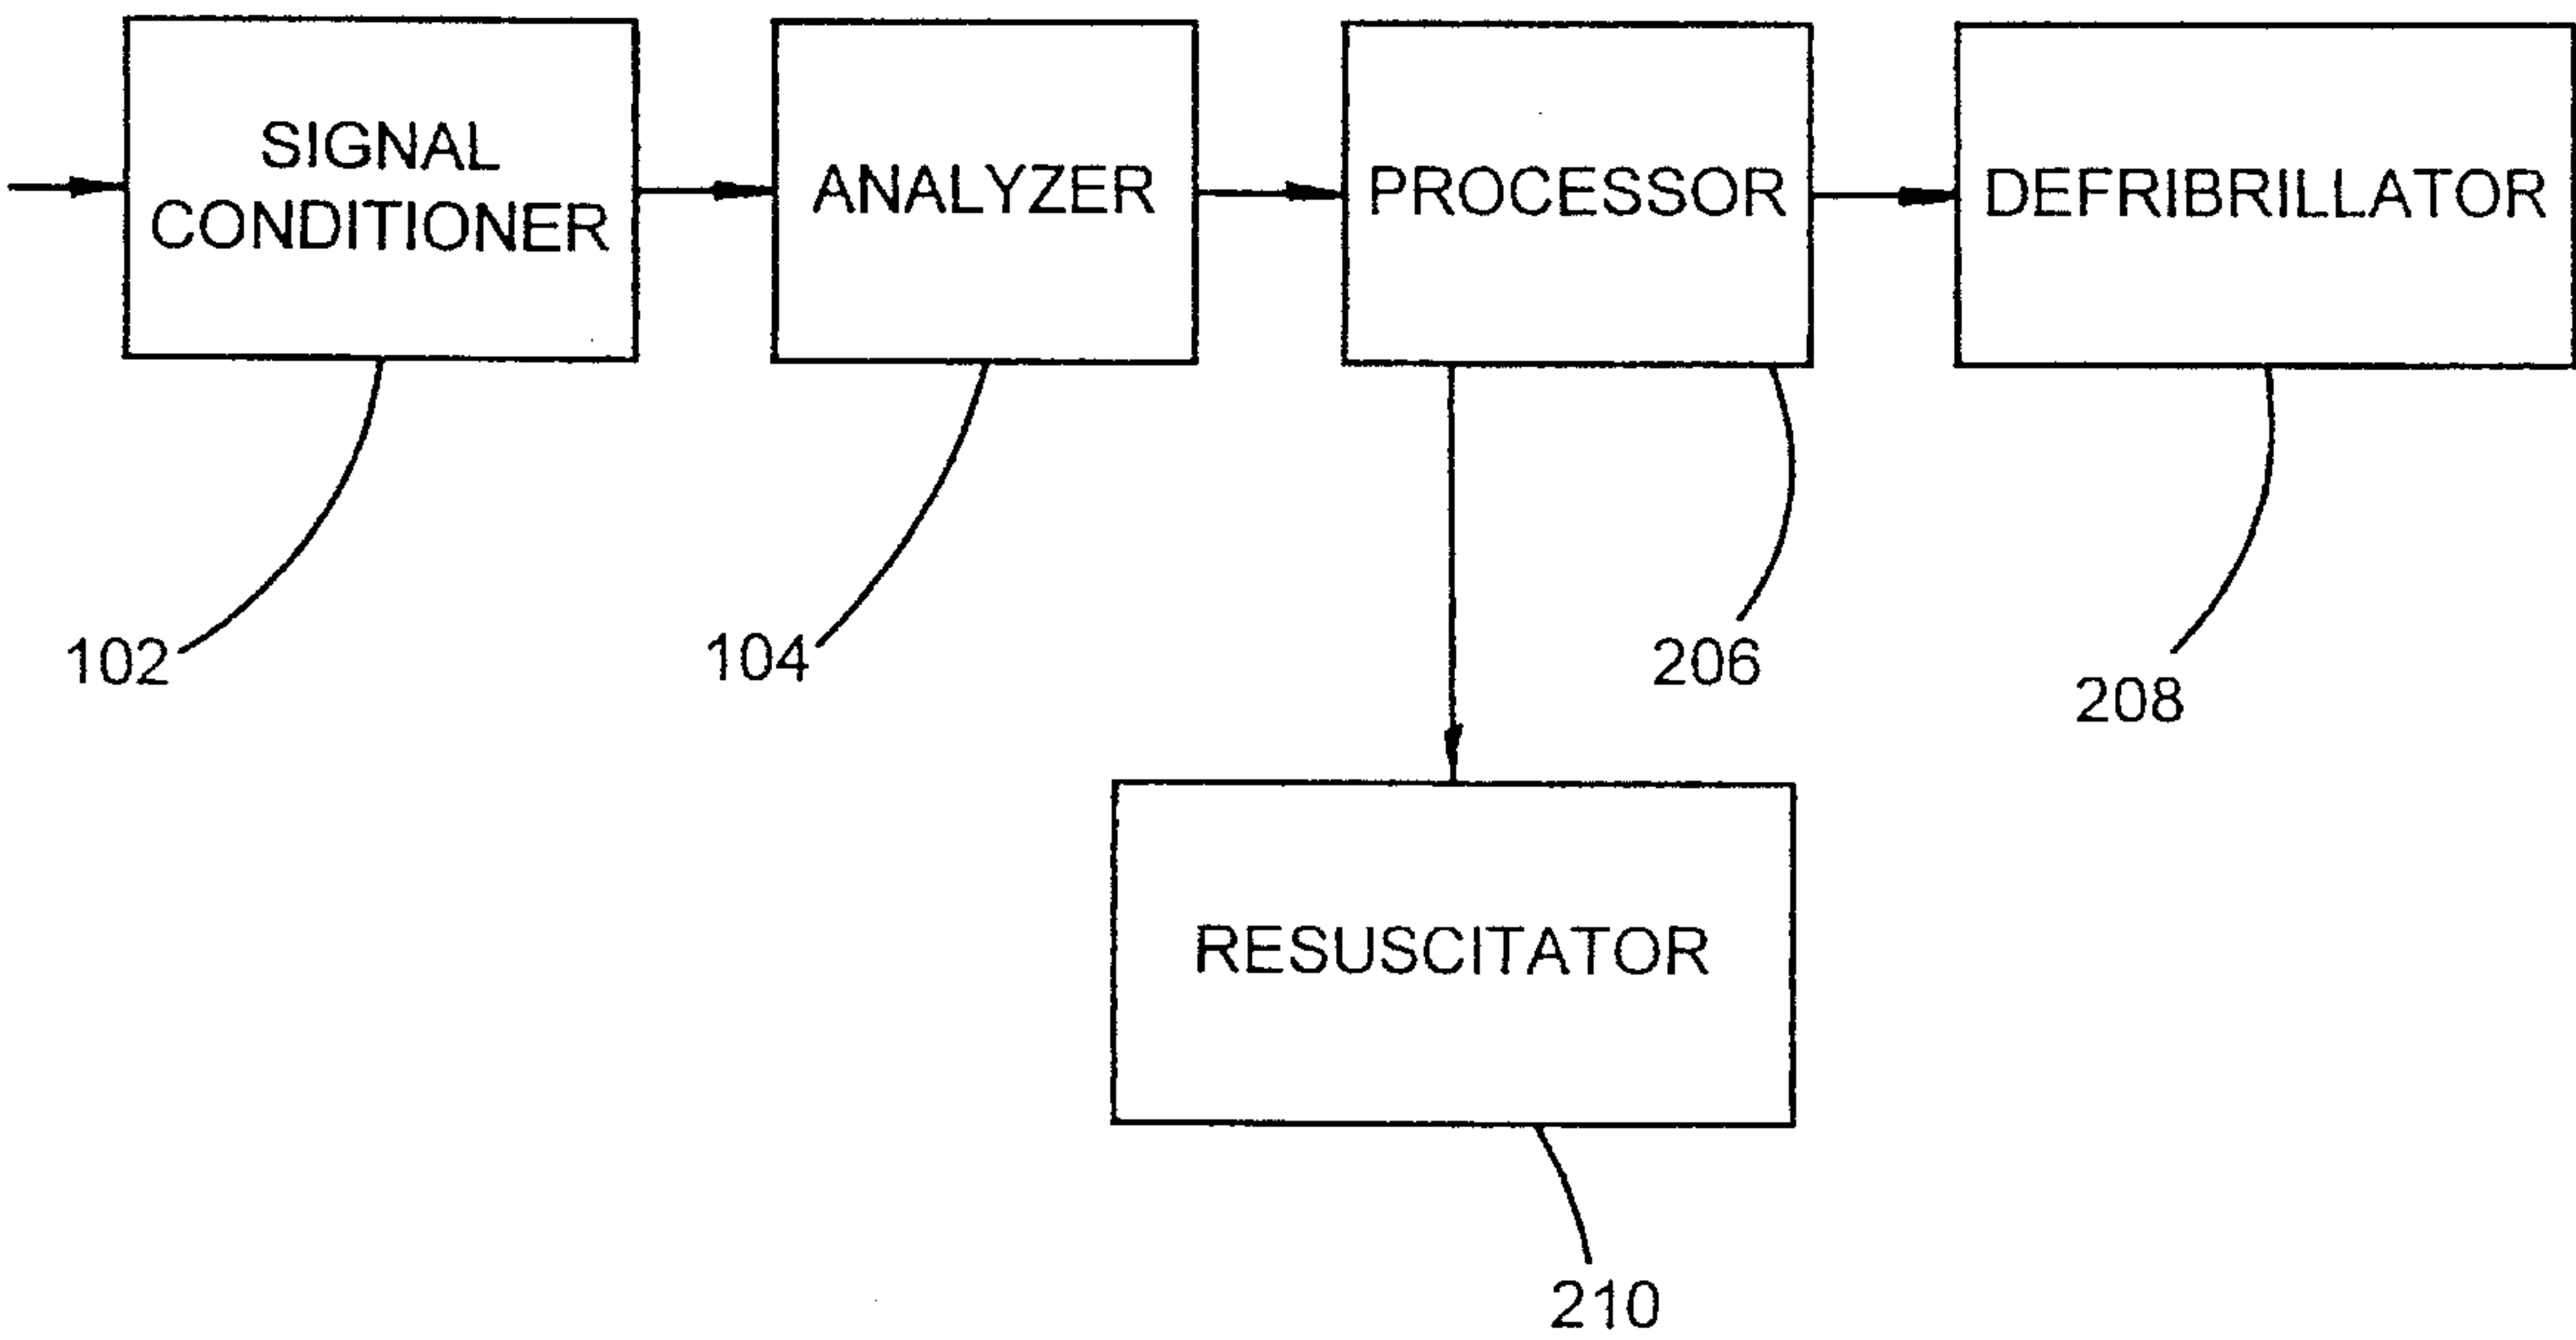 SIGNAL
CONDITIONER
ANALYZER
PROCESSOR
DEFRIBRILLATOR
102
104
206
208
RESUSCITATOR
210